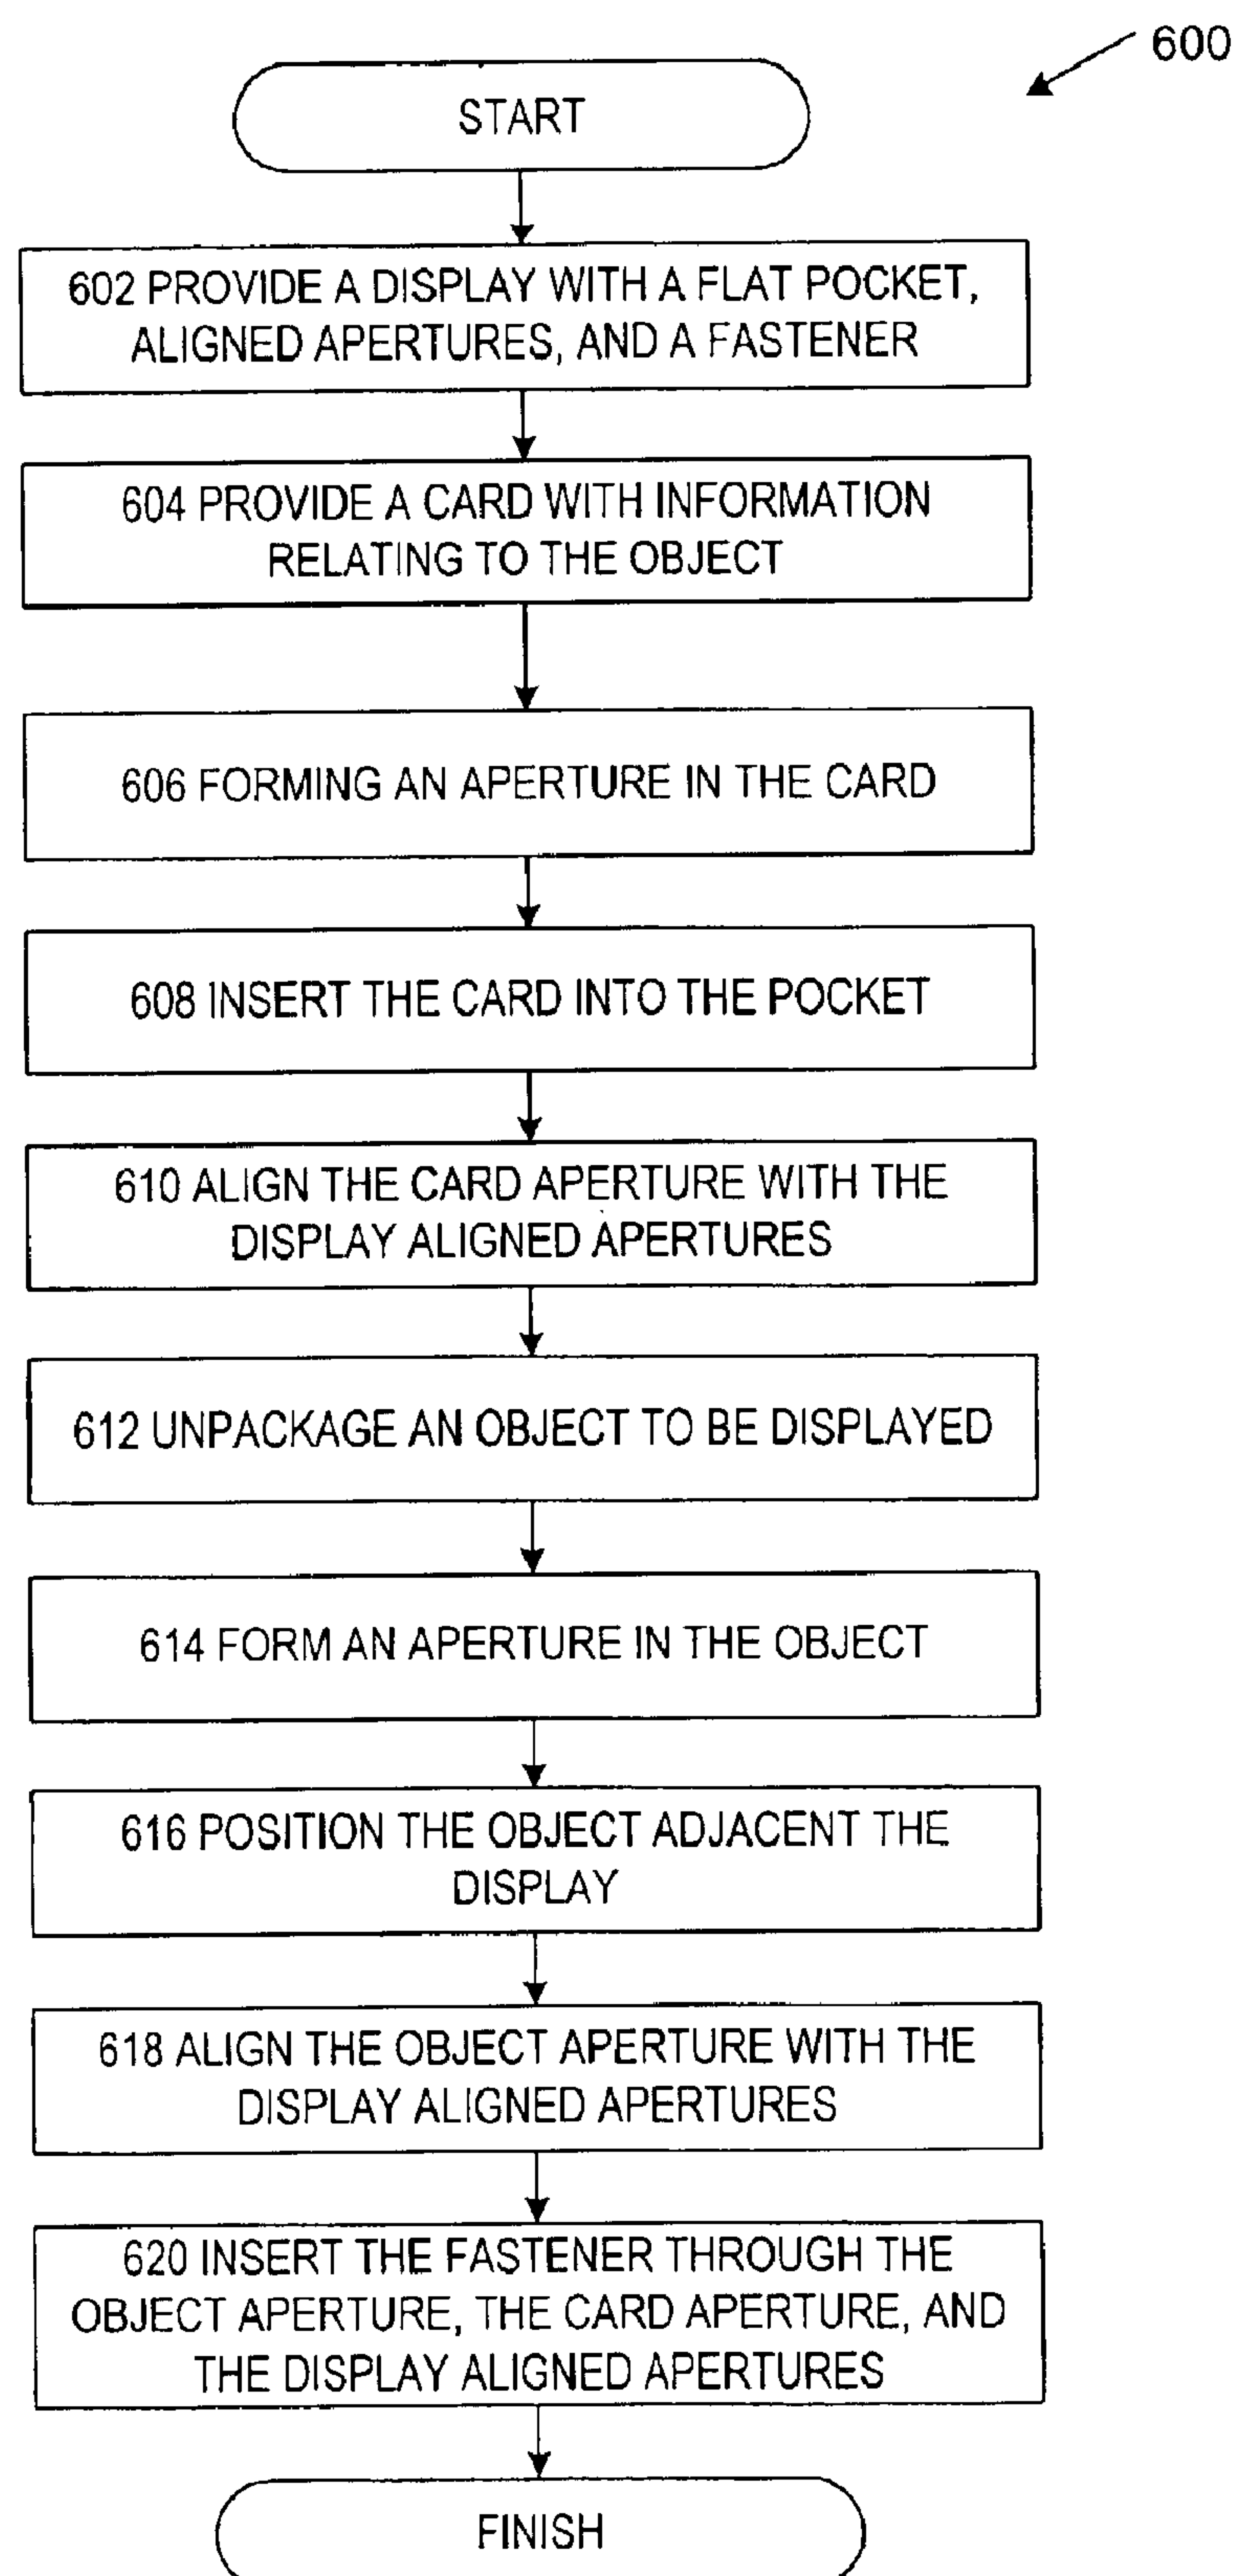 600
START
602 PROVIDE A DISPLAY WITH A FLAT POCKET,
ALIGNED APERTURES, AND A FASTENER
604 PROVIDE A CARD WITH INFORMATION
RELATING TO THE OBJECT
606 FORMING AN APERTURE IN THE CARD
608 INSERT THE CARD INTO THE POCKET
610 ALIGN THE CARD APERTURE WITH THE
DISPLAY ALIGNED APERTURES
612 UNPACKAGE AN OBJECT TO BE DISPLAYED
614 FORM AN APERTURE IN THE OBJECT
616 POSITION THE OBJECT ADJACENT THE
DISPLAY
618 ALIGN THE OBJECT APERTURE WITH THE
DISPLAY ALIGNED APERTURES
620 INSERT THE FASTENER THROUGH THE
OBJECT APERTURE, THE CARD APERTURE, AND
THE DISPLAY ALIGNED APERTURES
FINISH